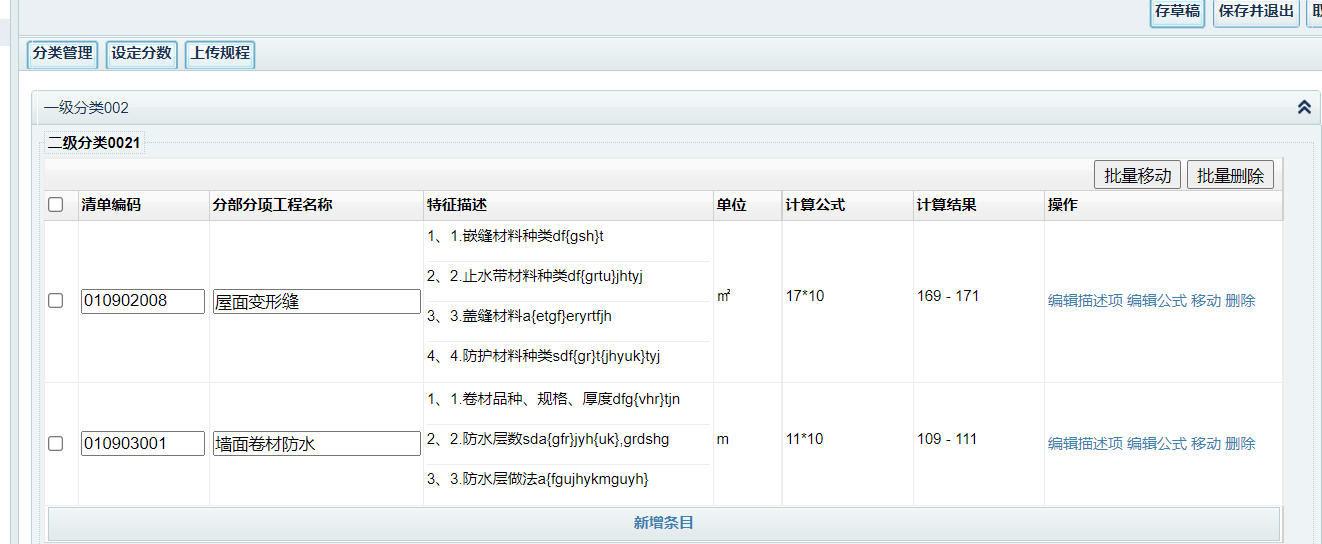 存草稿 保存并退出
分类管理 设定分数 上传规程
一级分类002
二级分类0021
批量移动 批量删除
清单编码 分部分项工程名称 特征描述 单位 计算公式 计算结果 操作
010902008 屋面变形缝
1、1.嵌缝材料种类df{gsh}t
2、2.止水带材料种类df{grtu}jhtyj
3、3.盖缝材料a{etgf}eryrtfjh
4、4.防护材料种类sdf{gr}t{jhyuk}tyj
㎡ 17*10 169 - 171 编辑描述项 编辑公式 移动 删除
010903001 墙面卷材防水
1、1.卷材品种、规格、厚度dfg{vhr}tjn
2、2.防水层数sda{gfr}jyh{uk},grdshg
3、3.防水层做法a{fgujhykmguyh}
m 11*10 109 - 111 编辑描述项 编辑公式 移动 删除
新增条目